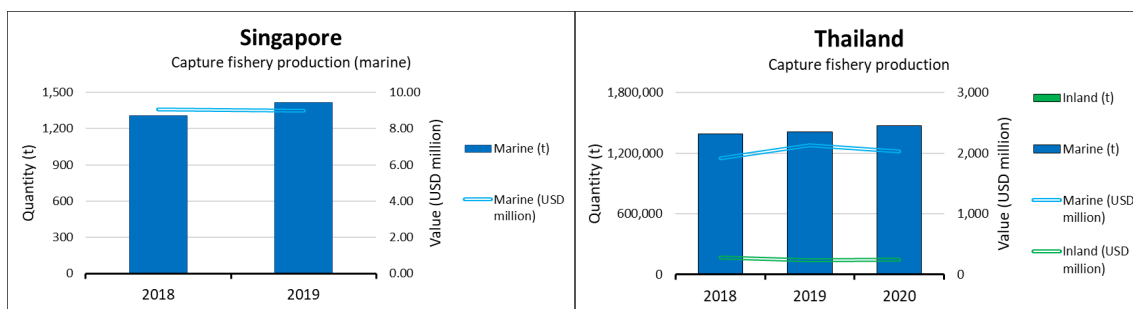 Singapore
Capture fishery production (marine)
Quantity (t)
1,500
1,200
900
600
300
0
10.00
8.00
6.00
4.00
2.00
0.00
Value (USD million)
2018
2019
Marine (t)
Marine (USD
million)
Thailand
Capture fishery production
Quantity (t)
1,800,000
1,200,000
600,000
0
3,000
2,000
1,000
0
Value (USD million)
2018
2019
2020
Inland (t)
Marine (t)
Marine (USD
million)
Inland (USD
million)